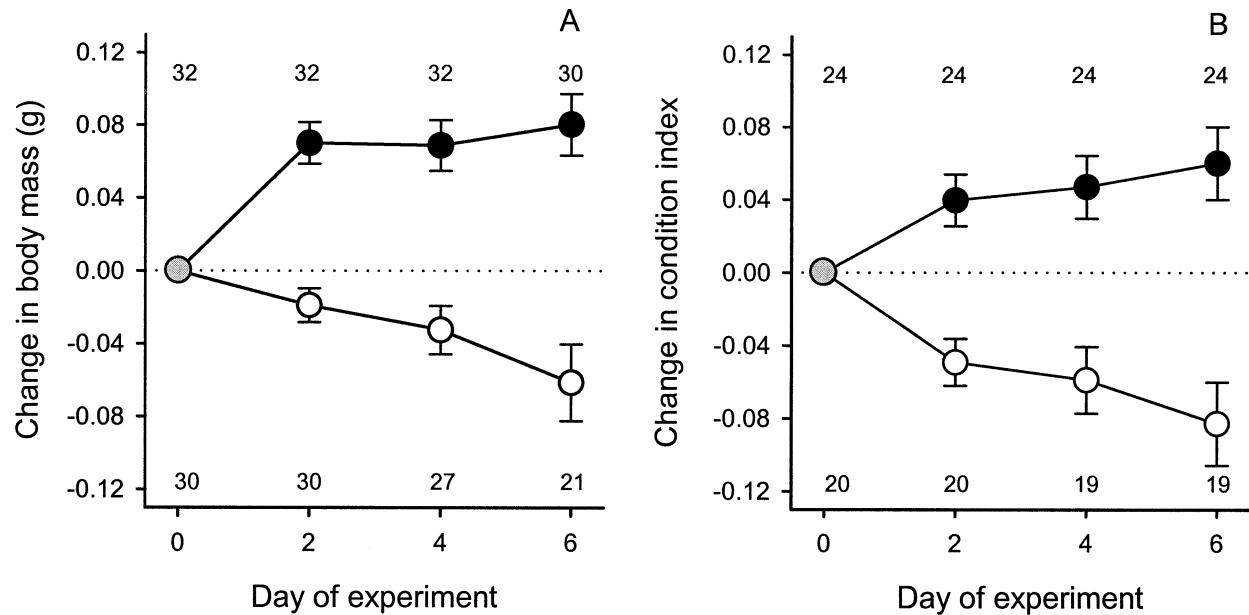 A
Change in body mass (g)
0.12
0.08
0.04
0.00
-0.04
-0.08
-0.12
32 32 32 30
30 30 27 21
0 2 4 6
Day of experiment
B
Change in condition index
0.12
0.08
0.04
0.00
-0.04
-0.08
-0.12
24 24 24 24
20 20 19 19
0 2 4 6
Day of experiment